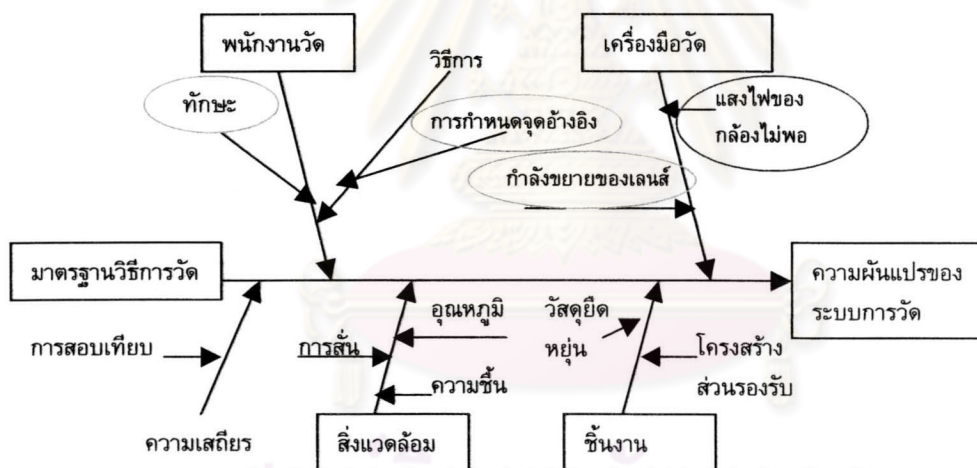 พนักงานวัด
เครื่องมือวัด
วิธีการ
ทักษะ
การกำหนดจุดอ้างอิง
แสงไฟของ
กล้องไม่พอ
กำลังขยายของเลนส์
มาตรฐานวิธีการวัด
ความผันแปรของ
ระบบการวัด
การสอบเทียบ
การสั่น
อุณหภูมิ
ความชื้น
วัสดุยืด
หยุ่น
โครงสร้าง
ส่วนรองรับ
ความเสถียร
สิ่งแวดล้อม
ชิ้นงาน